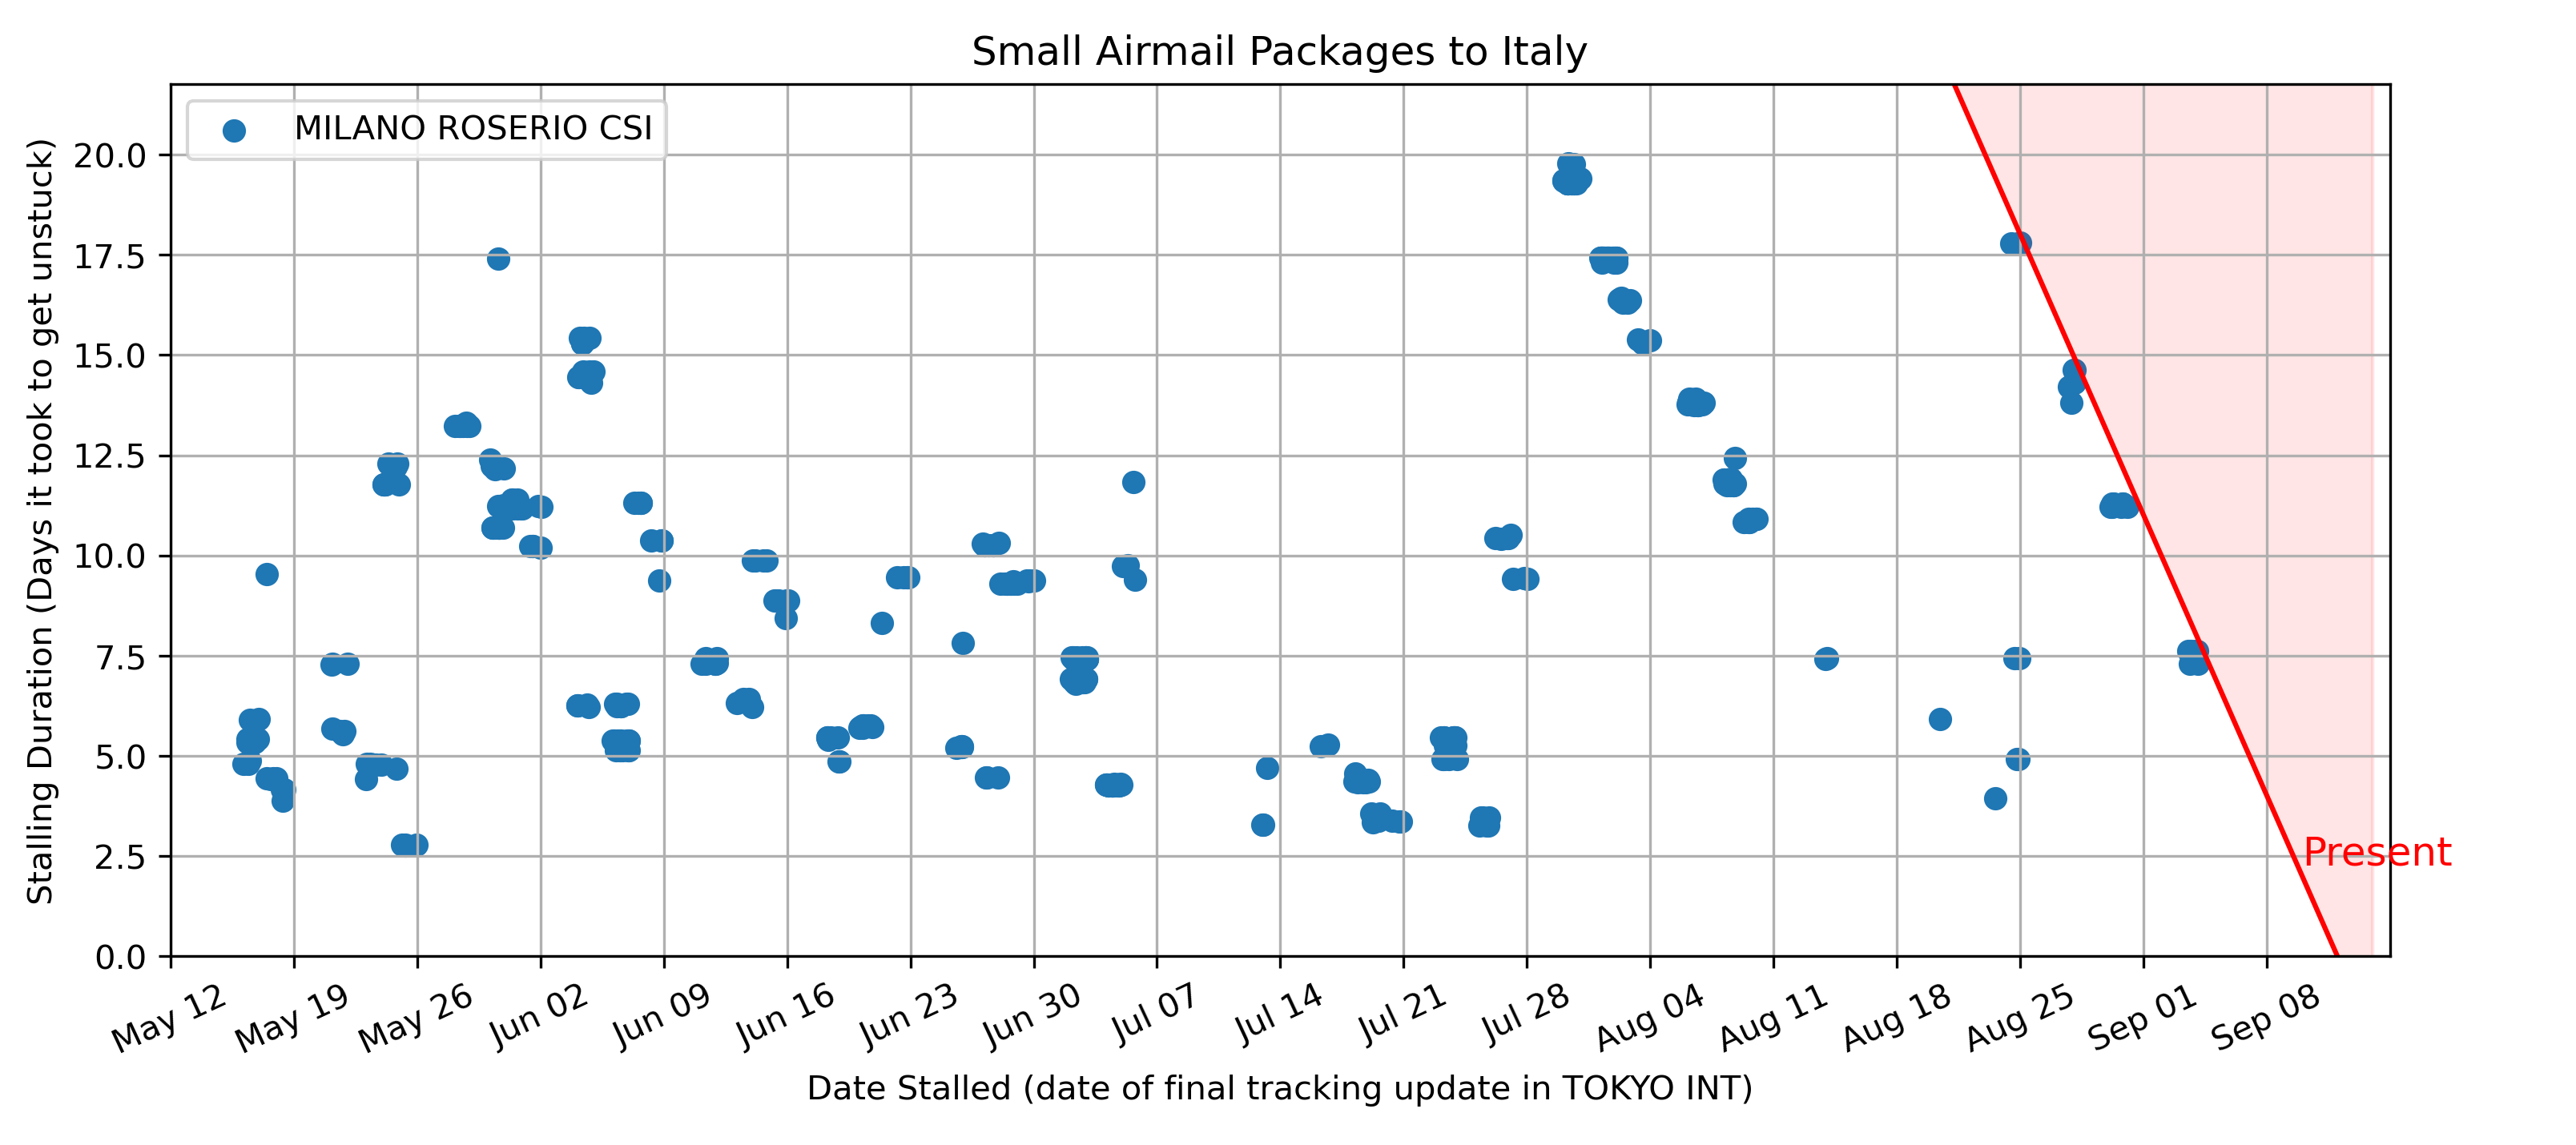 Small Airmail Packages to Italy
MILANO ROSERIO CSI
Stalling Duration (Days it took to get unstuck)
20.0
17.5
15.0
12.5
10.0
7.5
5.0
2.5
0.0
Present
May 12
May 19
May 26
Jun 02
Jun 09
Jun 16
Jun 23
Jun 30
Jul 07
Jul 14
Jul 21
Jul 28
Aug 04
Aug 11
Aug 18
Aug 25
Sep 01
Sep 08
Date Stalled (date of final tracking update in TOKYO INT)